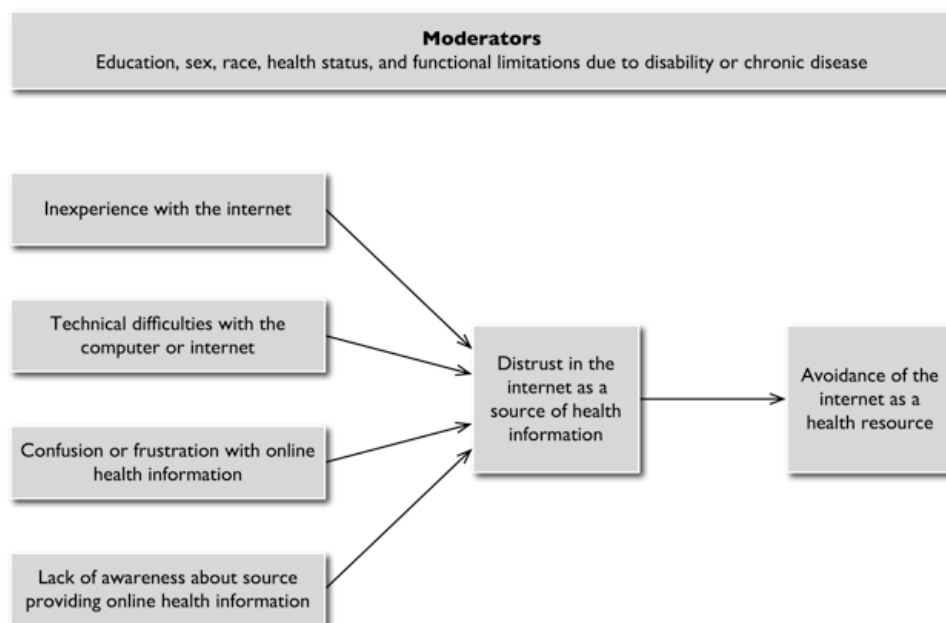 Moderators
Education, sex, race, health status, and functional limitations due to disability or chronic disease
Inexperience with the internet
Technical difficulties with the
computer or internet
Confusion or frustration with online
health information
Lack of awareness about source
providing online health information
Distrust in the
internet as a
source of health
information
Avoidance of the
internet as a
health resource